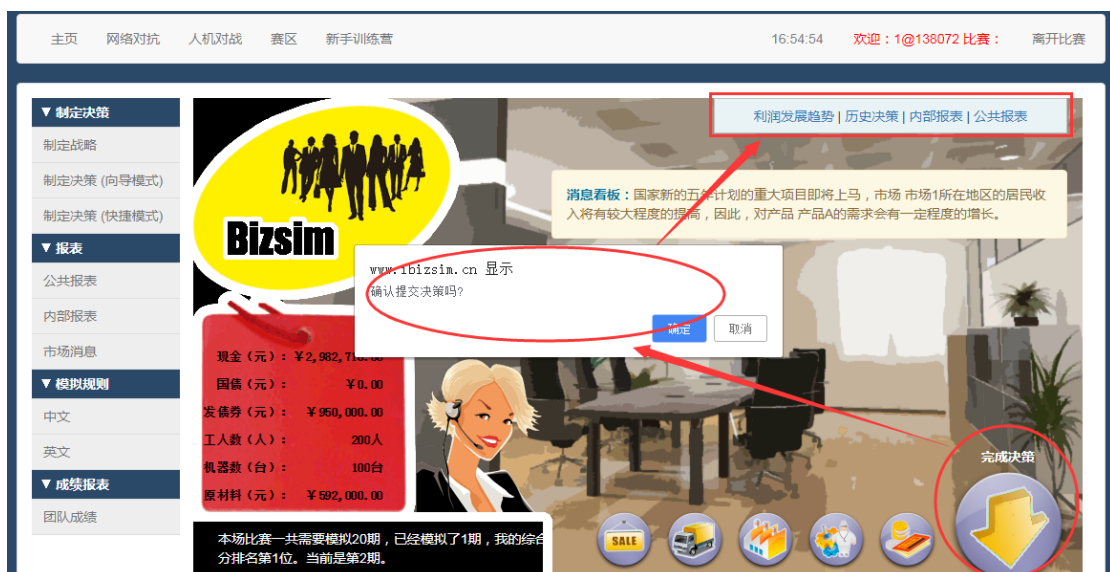 主页 网络对抗 人机对战 赛区 新手训练营 16:54:54 欢迎：1@138072 比赛： 离开比赛
▼ 制定决策
制定战略
制定决策 (向导模式)
制定决策 (快捷模式)
▼ 报表
公共报表
内部报表
市场消息
▼ 模拟规则
中文
英文
▼ 成绩报表
团队成绩
利润发展趋势 | 历史决策 | 内部报表 | 公共报表
消息看板：国家新的五年计划的重大项目即将上马，市场 市场1所在地区的居民收
入将有较大程度的提高，因此，对产品 产品A的需求会有一定程度的增长。
Bizsim
www.ibizsim.cn 显示
确认提交决策吗?
确定 取消
现金（元）：￥2,982,710.00
国债（元）： ￥0.00
发债券（元）： ￥950,000.00
工人数（人）： 200人
机器数（台）： 100台
原材料（元）： ￥592,000.00
完成决策
SALE
本场比赛一共需要模拟20期，已经模拟了1期，我的综合
分排名第1位。当前是第2期。